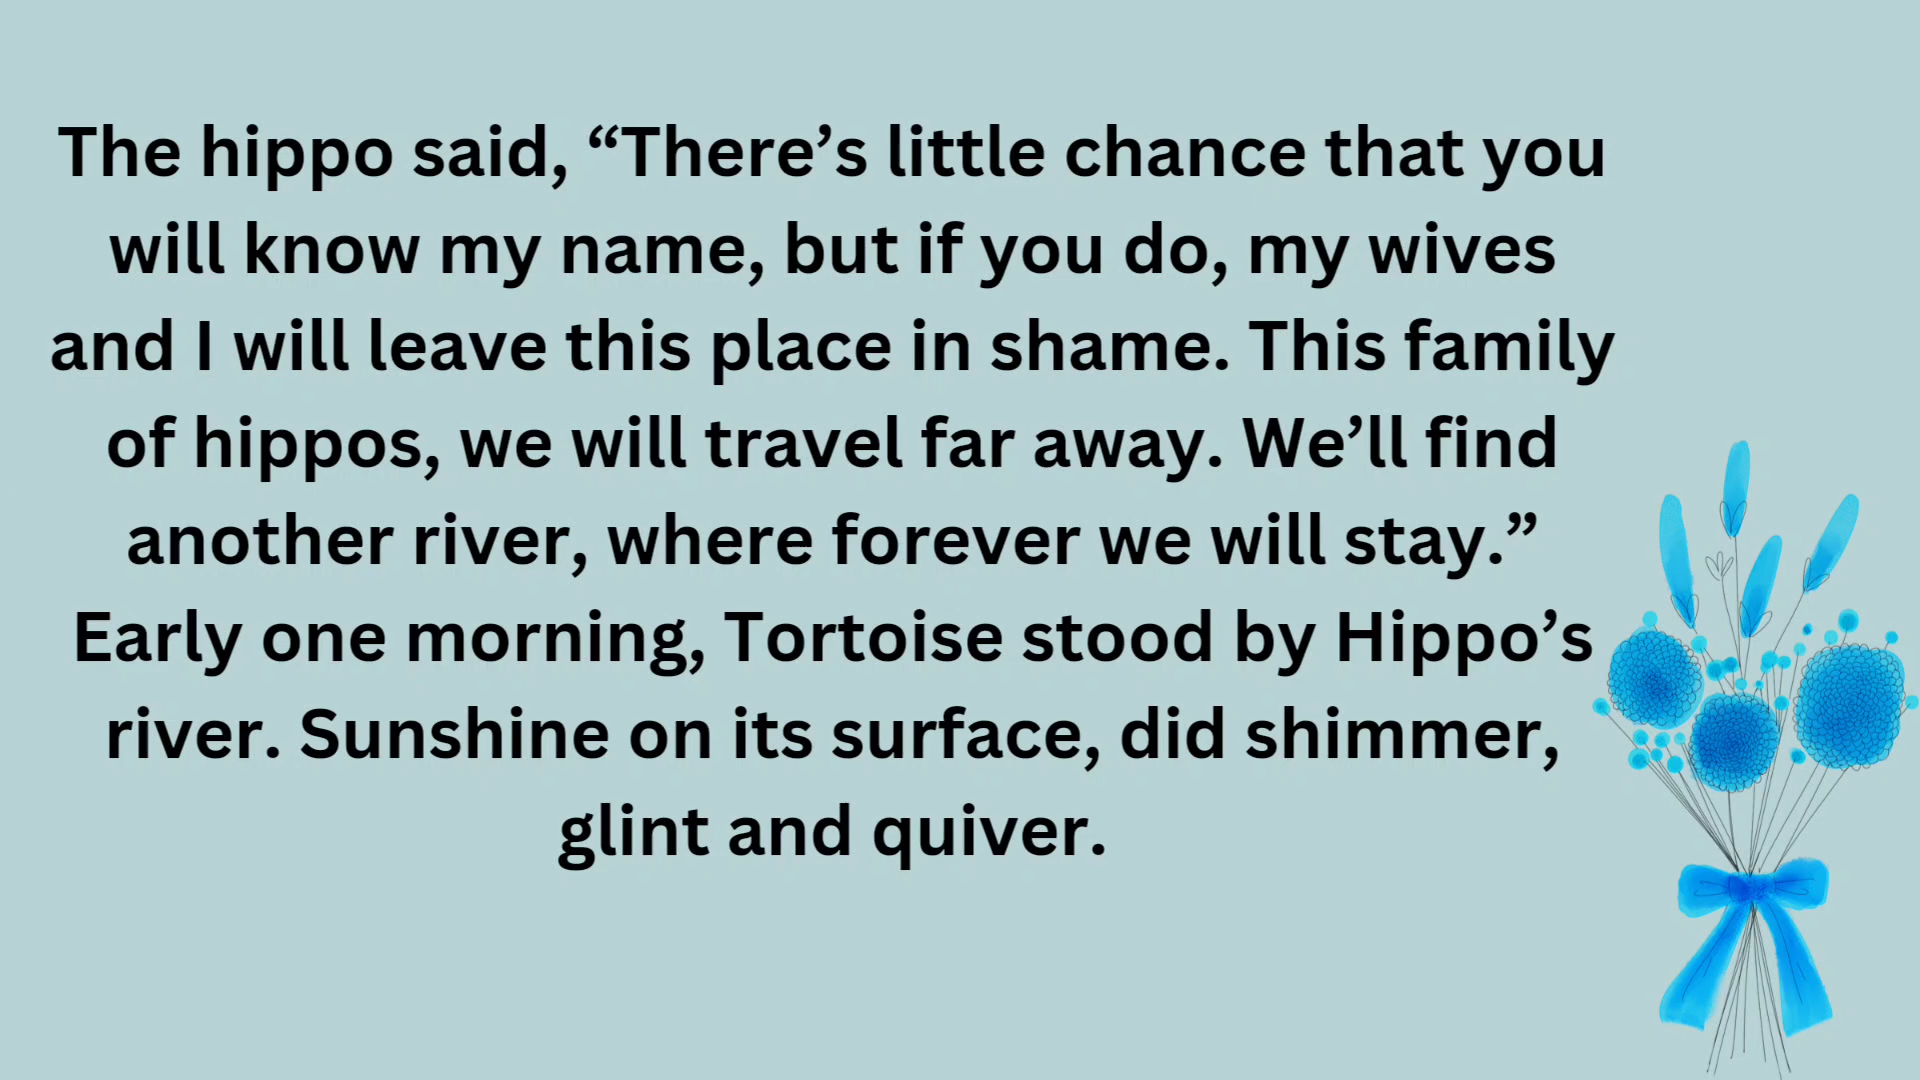 The hippo said, “There’s little chance that you
will know my name, but if you do, my wives
and I will leave this place in shame. This family
of hippos, we will travel far away. We’ll find
another river, where forever we will stay.”
Early one morning, Tortoise stood by Hippo’s
river. Sunshine on its surface, did shimmer,
glint and quiver.